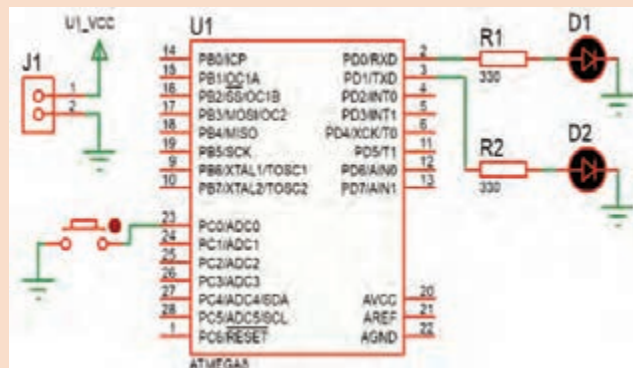 U1_VCC
J1
1
2
U1
14 PB0/ICP
15 PB1/OC1A
16 PB2/SS/OC1B
17 PB3/MOSI/OC2
18 PB4/MISO
19 PB5/SCK
9 PB6/XTAL1/TOSC1
10 PB7/XTAL2/TOSC2
23 PC0/ADC0
24 PC1/ADC1
25 PC2/ADC2
26 PC3/ADC3
27 PC4/ADC4/SDA
28 PC5/ADC5/SCL
1 PC6/RESET
PD0/RXD 2
PD1/TXD 3
PD2/INT0 4
PD3/INT1 5
PD4/XCK/T0 6
PD5/T1 11
PD6/AIN0 12
PD7/AIN1 13
AVCC 20
AREF 21
AGND 22
ATMEGA8
R1
330
D1
R2
330
D2